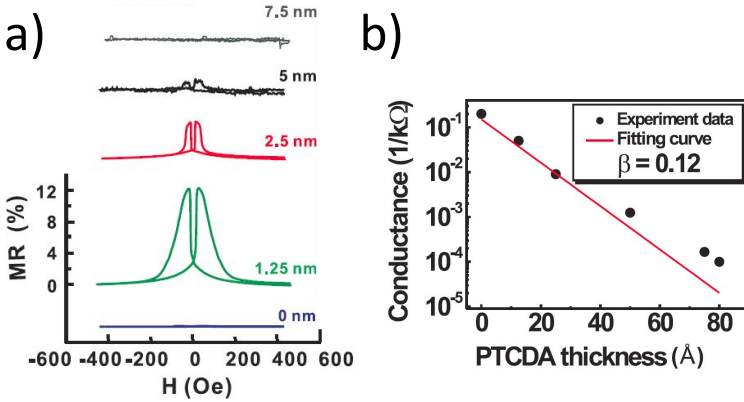 a)
7.5 nm
5 nm
2.5 nm
1.25 nm
0 nm
MR (%)
12
8
4
0
-600 -400 -200 0 200 400 600
H (Oe)
b)
Conductance (1/kΩ)
10-1
10-2
10-3
10-4
10-5
Experiment data
Fitting curve
β = 0.12
0 20 40 60 80
PTCDA thickness (Å)